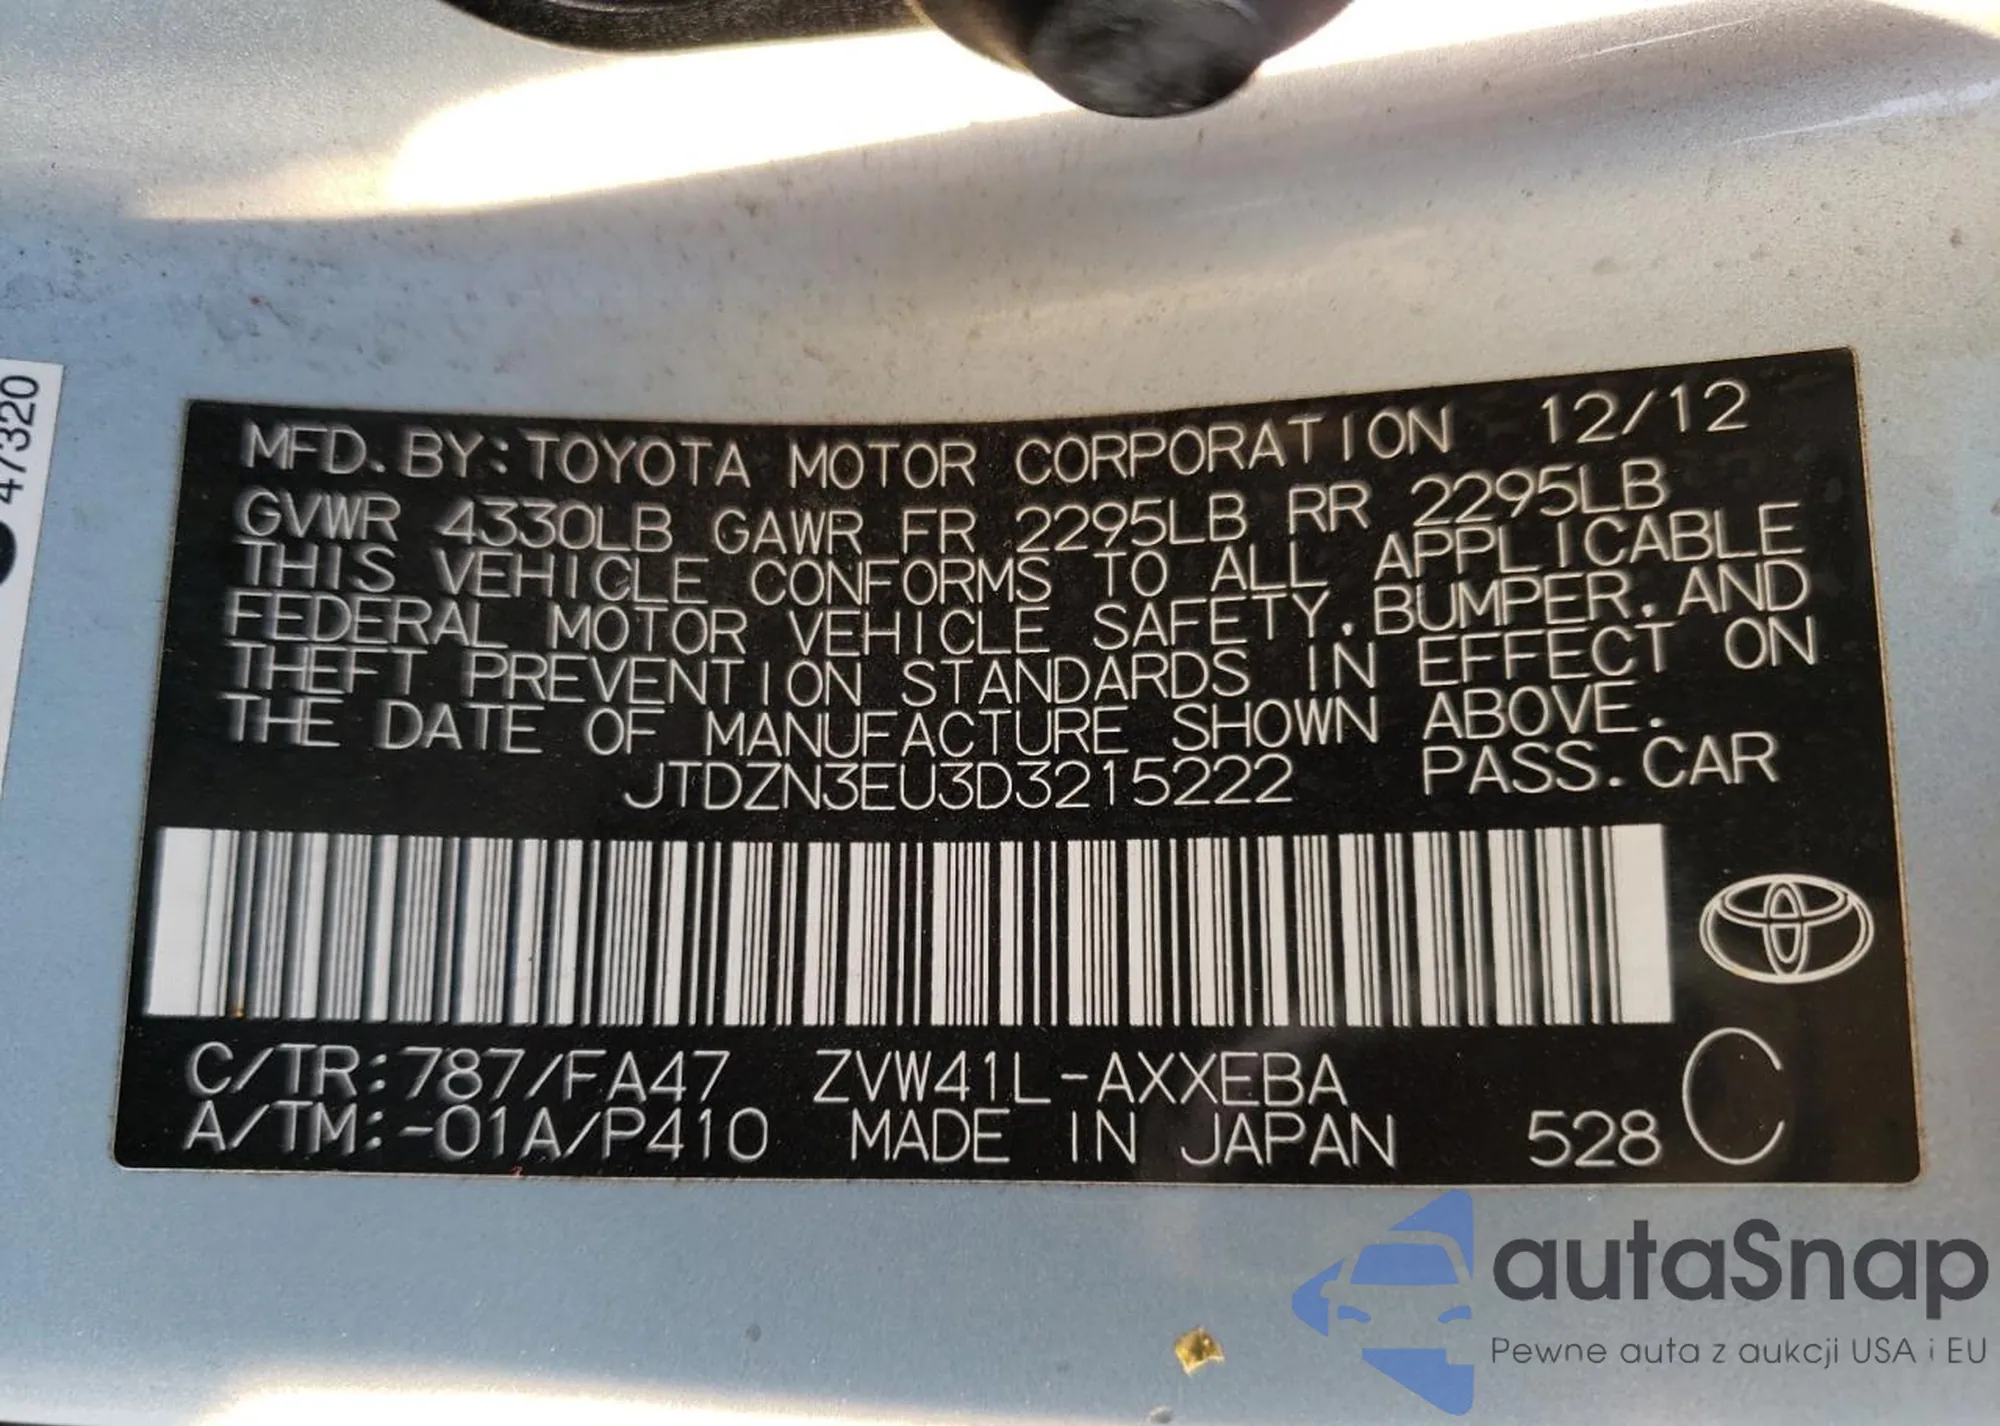 47320
MFD. BY: TOYOTA MOTOR CORPORATION 12/12
GVWR 4330LB GAWR FR 2295LB RR 2295LB
THIS VEHICLE CONFORMS TO ALL APPLICABLE
FEDERAL MOTOR VEHICLE SAFETY, BUMPER, AND
THEFT PREVENTION STANDARDS IN EFFECT ON
THE DATE OF MANUFACTURE SHOWN ABOVE.
JTDZN3EU3D3215222 PASS. CAR
C/TR: 787/FA47 ZVW41L-AXXEBA
A/TM: -01A/P410 MADE IN JAPAN 528 C
autaSnap
Pewne auta z aukcji USA i EU